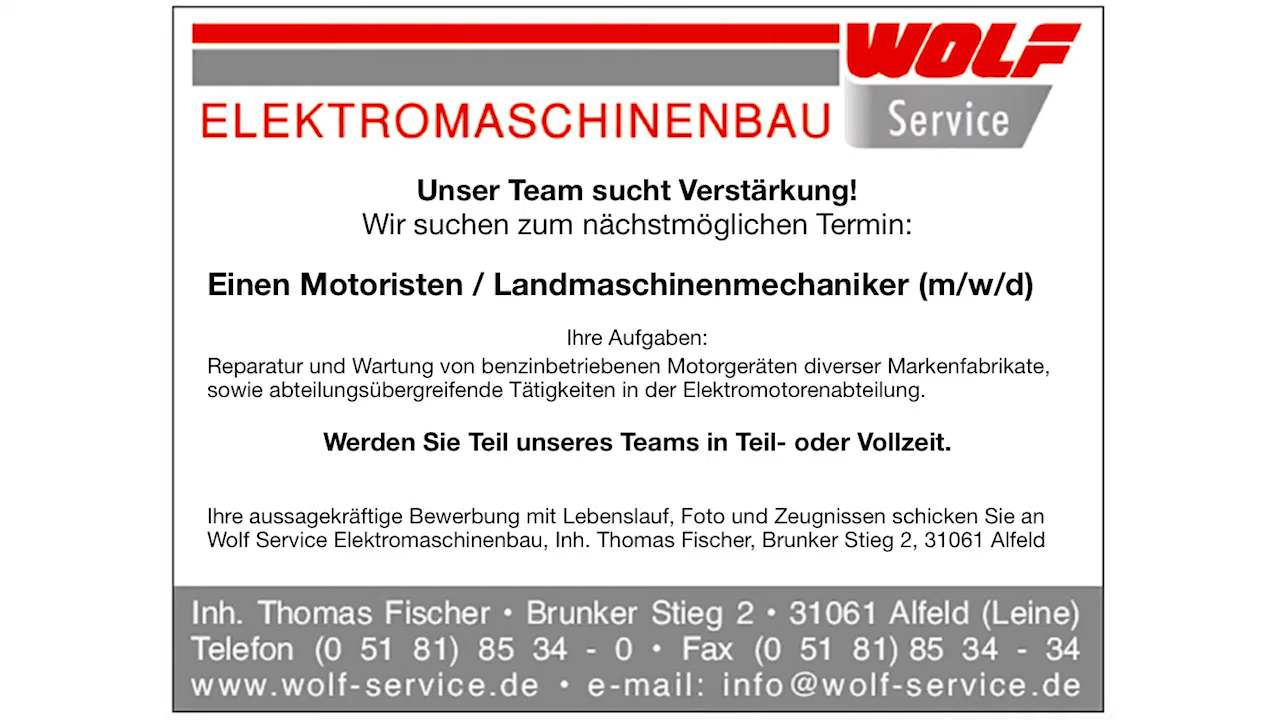 WOLF
Service
ELEKTROMASCHINENBAU
Unser Team sucht Verstärkung!
Wir suchen zum nächstmöglichen Termin:
Einen Motoristen / Landmaschinenmechaniker (m/w/d)
Ihre Aufgaben:
Reparatur und Wartung von benzinbetriebenen Motorgeräten diverser Markenfabrikate,
sowie abteilungsübergreifende Tätigkeiten in der Elektromotorenabteilung.
Werden Sie Teil unseres Teams in Teil- oder Vollzeit.
Ihre aussagekräftige Bewerbung mit Lebenslauf, Foto und Zeugnissen schicken Sie an
Wolf Service Elektromaschinenbau, Inh. Thomas Fischer, Brunker Stieg 2, 31061 Alfeld
Inh. Thomas Fischer • Brunker Stieg 2 • 31061 Alfeld (Leine)
Telefon (0 51 81) 85 34 - 0 • Fax (0 51 81) 85 34 - 34
www.wolf-service.de • e-mail: info@wolf-service.de